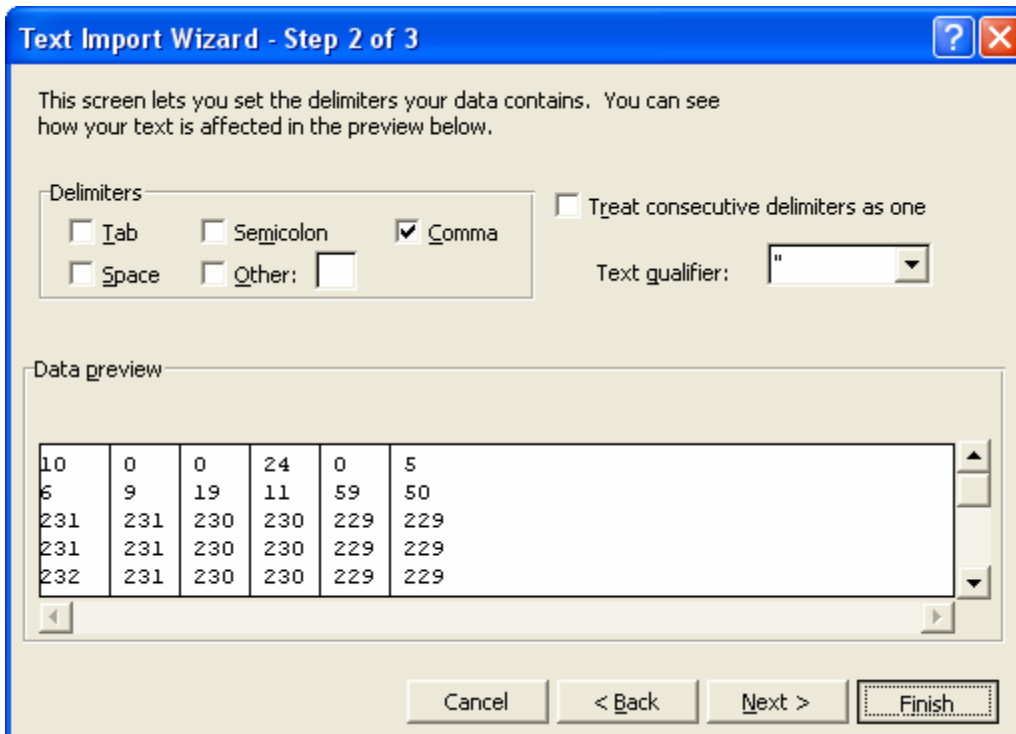 Text Import Wizard - Step 2 of 3
?
This screen lets you set the delimiters your data contains. You can see
how your text is affected in the preview below.
Delimiters
Tab Semicolon Comma
Space Other:
Treat consecutive delimiters as one
Text qualifier: "
Data preview
10 0 0 24 0 5
6 9 19 11 59 50
231 231 230 230 229 229
231 231 230 230 229 229
232 231 230 230 229 229
Cancel < Back Next > Finish